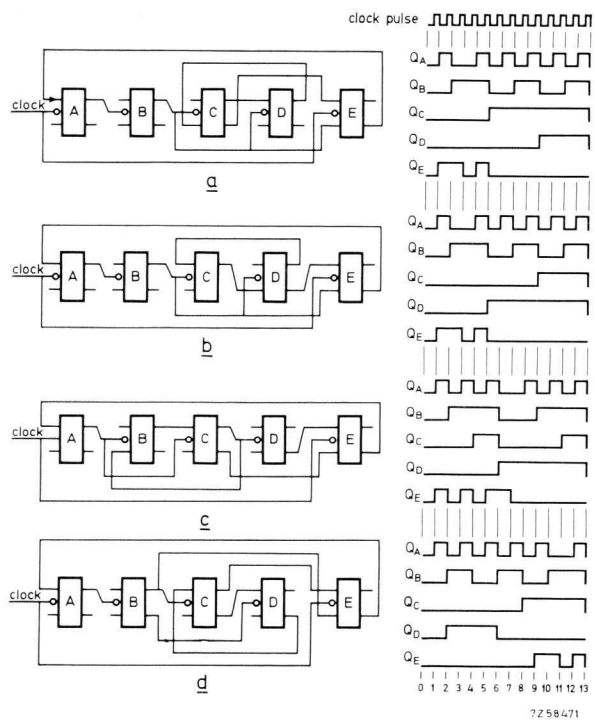 clock pulse
Q_A
Q_B
Q_C
Q_D
Q_E
clock
A
B
C
D
E
a
Q_A
Q_B
Q_C
Q_D
Q_E
clock
A
B
C
D
E
b
Q_A
Q_B
Q_C
Q_D
Q_E
clock
A
B
C
D
E
c
Q_A
Q_B
Q_C
Q_D
Q_E
clock
A
B
C
D
E
d
0 1 2 3 4 5 6 7 8 9 10 11 12 13
7Z58471